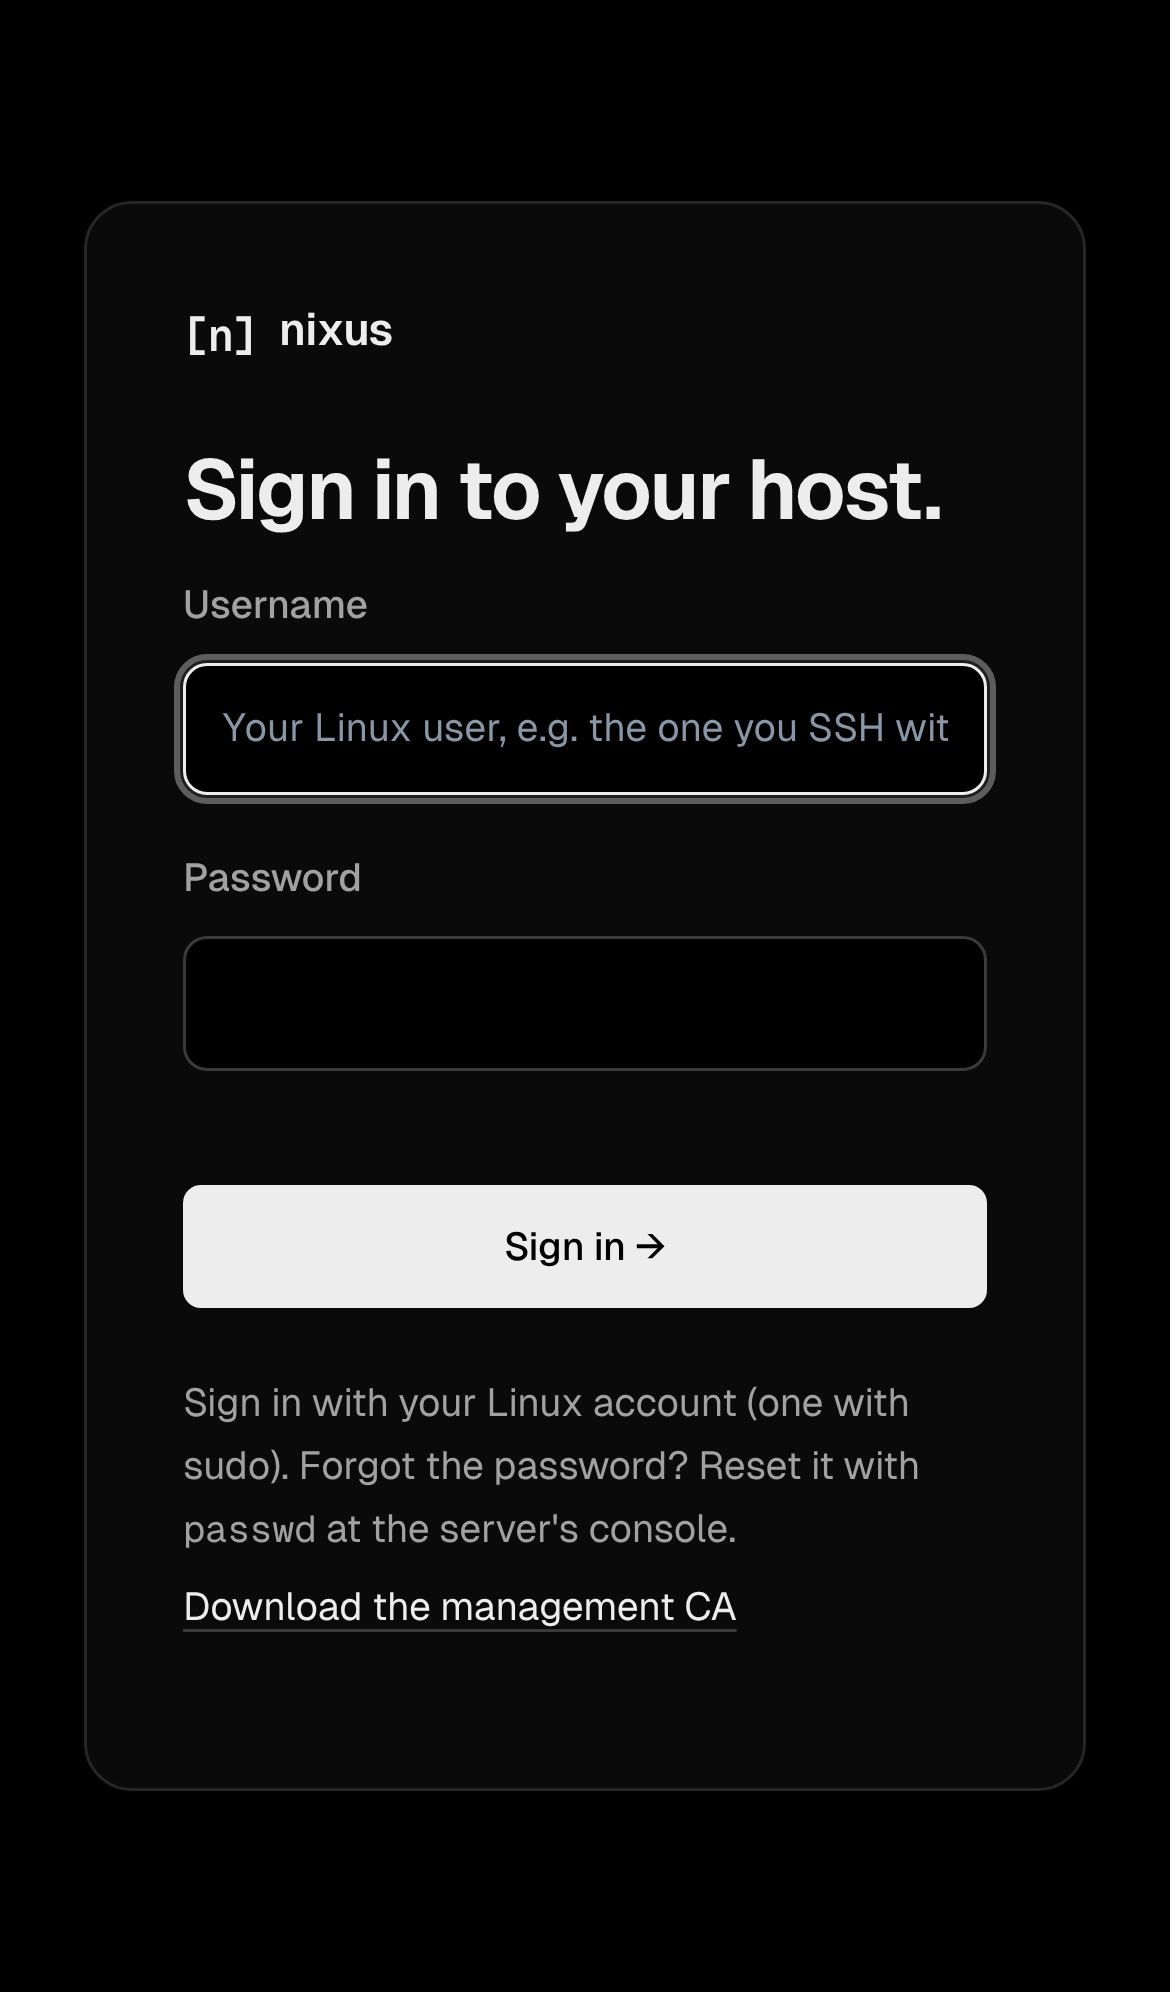 [n] nixus
Sign in to your host.
Username
Your Linux user, e.g. the one you SSH wit
Password
Sign in →
Sign in with your Linux account (one with
sudo). Forgot the password? Reset it with
passwd at the server's console.
Download the management CA